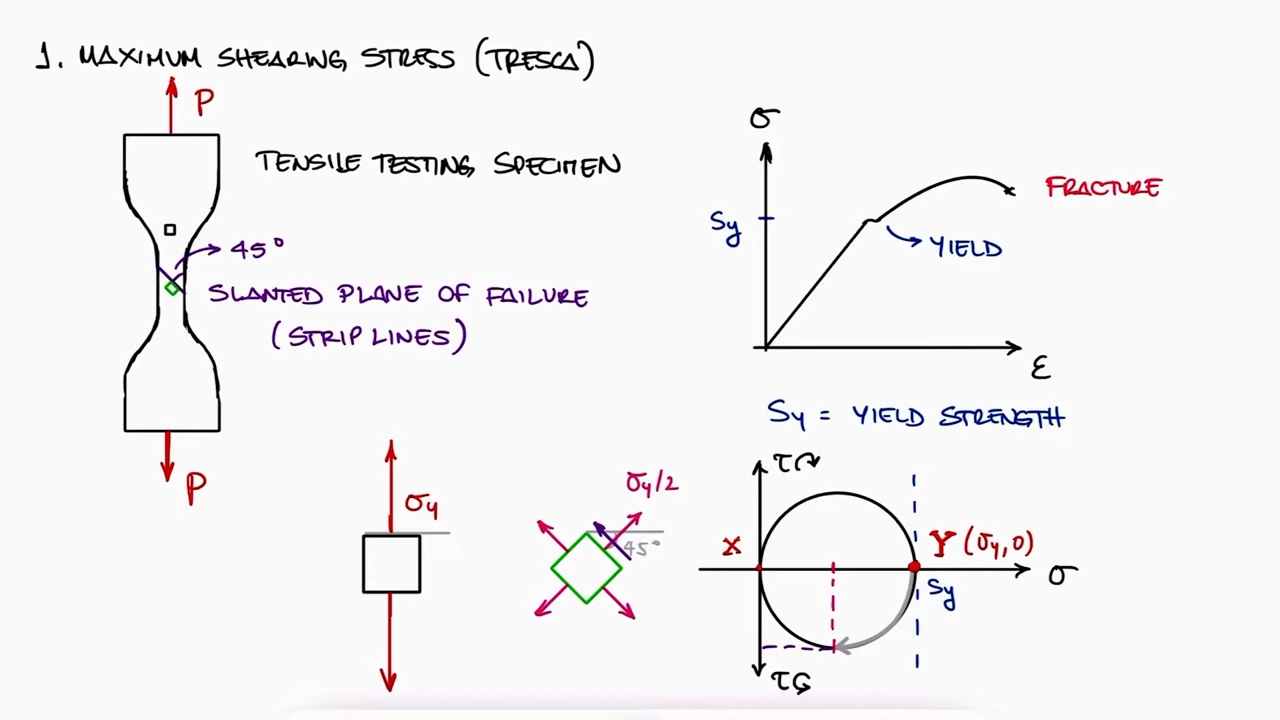 1. MAXIMUM SHEARING STRESS (TRESCA)
P
TENSILE TESTING SPECIMEN
45°
SLANTED PLANE OF FAILURE
(STRIP LINES)
P
σ
Sy
FRACTURE
YIELD
ε
Sy = YIELD STRENGTH
σy
σy/2
45°
τ
X
Y (σy, 0)
σ
Sy
τ